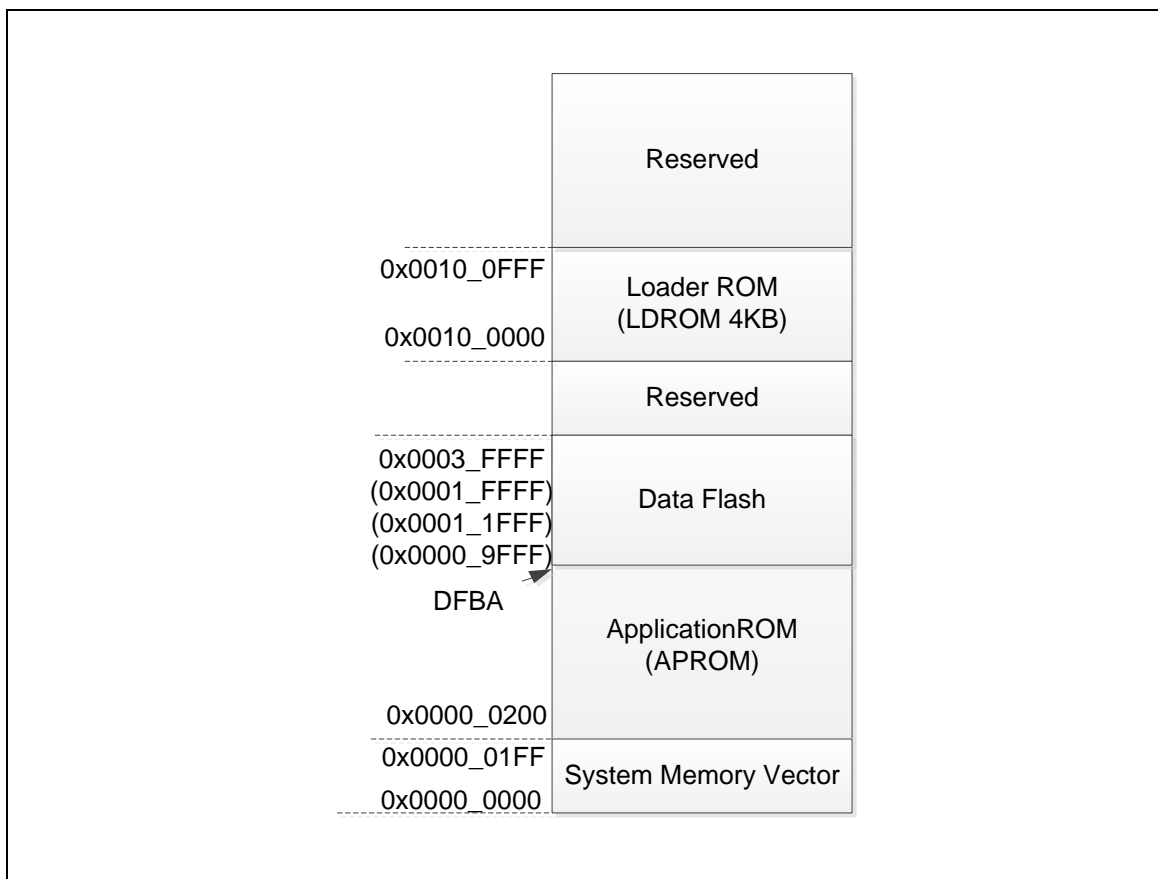 Reserved
0x0010_0FFF
Loader ROM
(LDROM 4KB)
0x0010_0000
Reserved
0x0003_FFFF
(0x0001_FFFF)
(0x0001_1FFF)
(0x0000_9FFF)
Data Flash
DFBA
ApplicationROM
(APROM)
0x0000_0200
0x0000_01FF
System Memory Vector
0x0000_0000